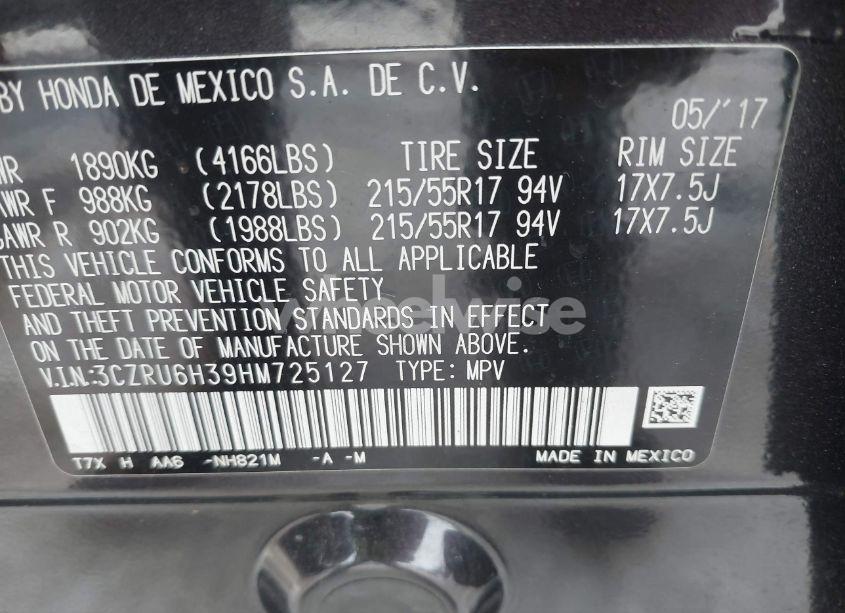 BY HONDA DE MEXICO S.A. DE C.V.
05/'17
1890KG (4166LBS) TIRE SIZE RIM SIZE
F 988KG (2178LBS) 215/55R17 94V 17X7.5J
R 902KG (1988LBS) 215/55R17 94V 17X7.5J
THIS VEHICLE CONFORMS TO ALL APPLICABLE
FEDERAL MOTOR VEHICLE SAFETY
AND THEFT PREVENTION STANDARDS IN EFFECT
ON THE DATE OF MANUFACTURE SHOWN ABOVE.
V.I.N:3CZRU6H39HM725127 TYPE: MPV
T7X H AA6 -NH821M -A -M MADE IN MEXICO
wheelwise